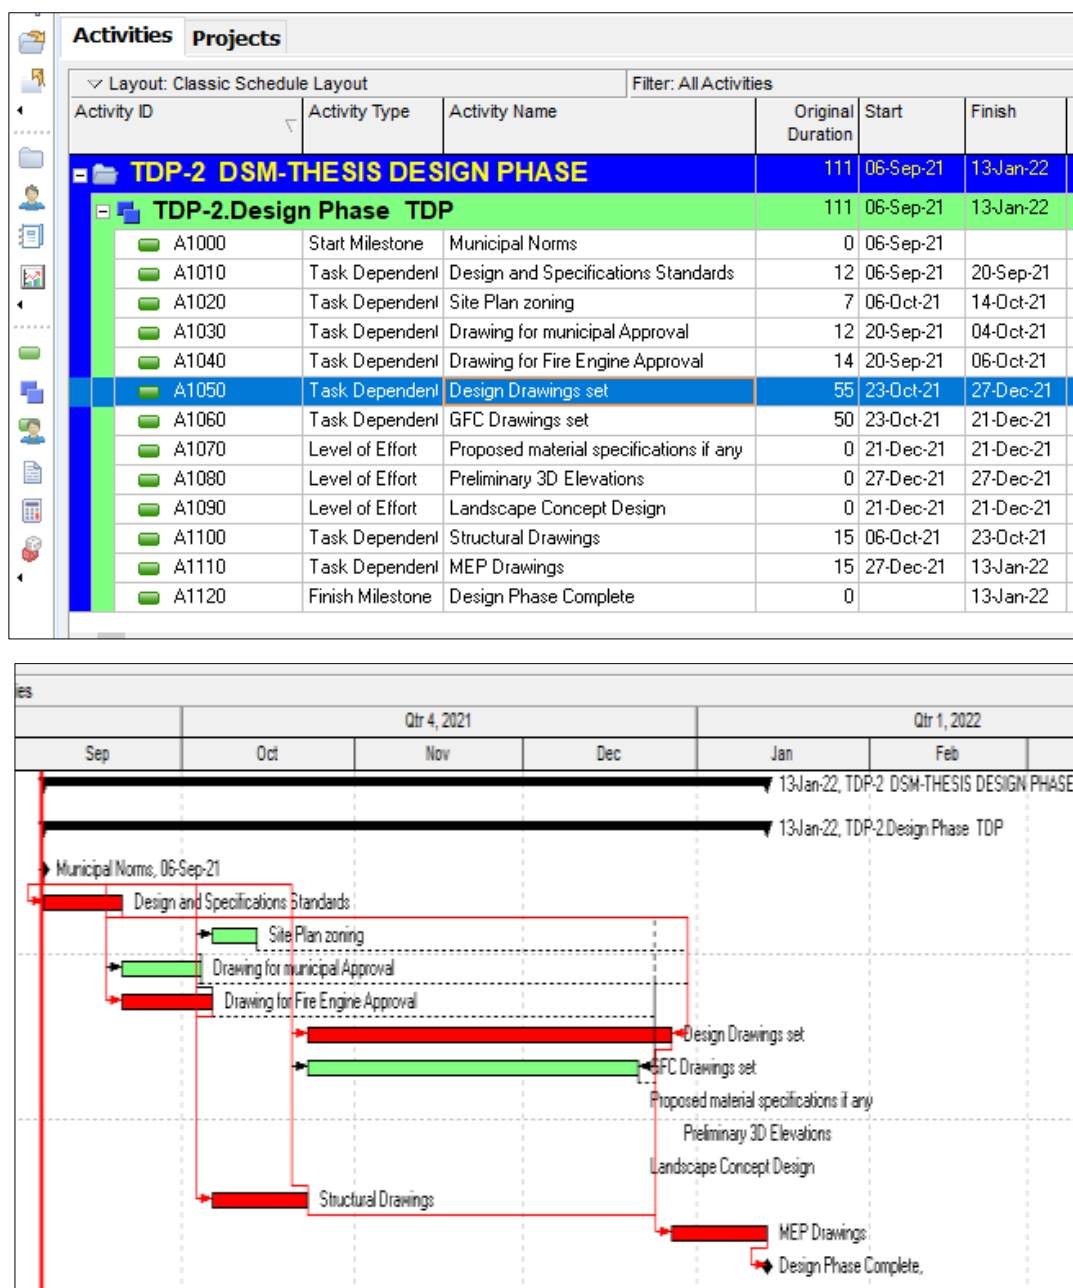 Activities Projects
Layout: Classic Schedule Layout Filter: All Activities
Activity ID Activity Type Activity Name Original Duration Start Finish
TDP-2 DSM-THESIS DESIGN PHASE 111 06-Sep-21 13-Jan-22
TDP-2.Design Phase TDP 111 06-Sep-21 13-Jan-22
A1000 Start Milestone Municipal Norms 0 06-Sep-21
A1010 Task Dependent Design and Specifications Standards 12 06-Sep-21 20-Sep-21
A1020 Task Dependent Site Plan zoning 7 06-Oct-21 14-Oct-21
A1030 Task Dependent Drawing for municipal Approval 12 20-Sep-21 04-Oct-21
A1040 Task Dependent Drawing for Fire Engine Approval 14 20-Sep-21 06-Oct-21
A1050 Task Dependent Design Drawings set 55 23-Oct-21 27-Dec-21
A1060 Task Dependent GFC Drawings set 50 23-Oct-21 21-Dec-21
A1070 Level of Effort Proposed material specifications if any 0 21-Dec-21 21-Dec-21
A1080 Level of Effort Preliminary 3D Elevations 0 27-Dec-21 27-Dec-21
A1090 Level of Effort Landscape Concept Design 0 21-Dec-21 21-Dec-21
A1100 Task Dependent Structural Drawings 15 06-Oct-21 23-Oct-21
A1110 Task Dependent MEP Drawings 15 27-Dec-21 13-Jan-22
A1120 Finish Milestone Design Phase Complete 0 13-Jan-22
ies
Qtr 4, 2021 Qtr 1, 2022
Sep Oct Nov Dec Jan Feb
13-Jan-22, TDP-2 DSM-THESIS DESIGN PHASE
13-Jan-22, TDP-2.Design Phase TDP
Municipal Norms, 06-Sep-21
Design and Specifications Standards
Site Plan zoning
Drawing for municipal Approval
Drawing for Fire Engine Approval
Design Drawings set
GFC Drawings set
Proposed material specifications if any
Preliminary 3D Elevations
Landscape Concept Design
Structural Drawings
MEP Drawings
Design Phase Complete,